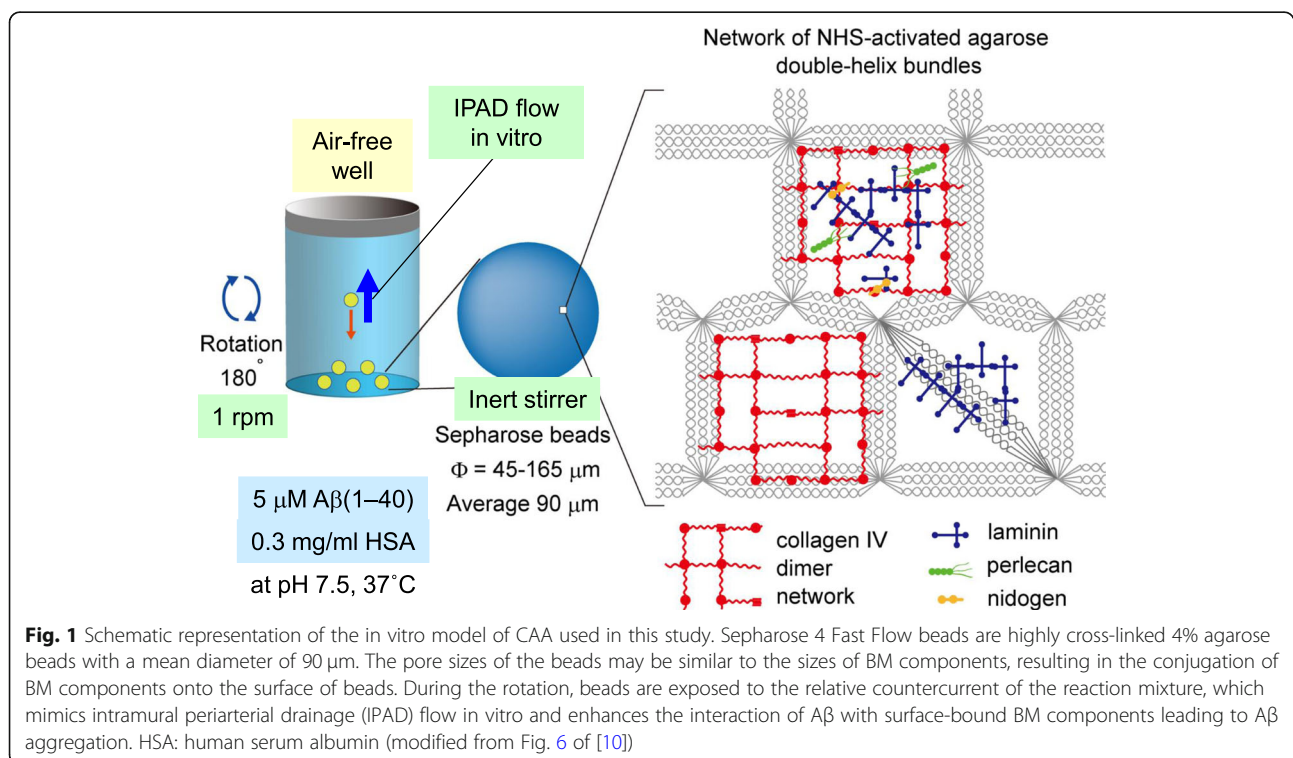 Network of NHS-activated agarose
double-helix bundles
IPAD flow
in vitro
Air-free
well
Rotation
180°
1 rpm
Inert stirrer
Sepharose beads
Φ = 45-165 μm
Average 90 μm
5 μM Aβ(1–40)
0.3 mg/ml HSA
at pH 7.5, 37˚C
collagen IV
dimer
network
laminin
perlecan
nidogen
Fig. 1 Schematic representation of the in vitro model of CAA used in this study. Sepharose 4 Fast Flow beads are highly cross-linked 4% agarose
beads with a mean diameter of 90 μm. The pore sizes of the beads may be similar to the sizes of BM components, resulting in the conjugation of
BM components onto the surface of beads. During the rotation, beads are exposed to the relative countercurrent of the reaction mixture, which
mimics intramural periarterial drainage (IPAD) flow in vitro and enhances the interaction of Aβ with surface-bound BM components leading to Aβ
aggregation. HSA: human serum albumin (modified from Fig. 6 of [10])